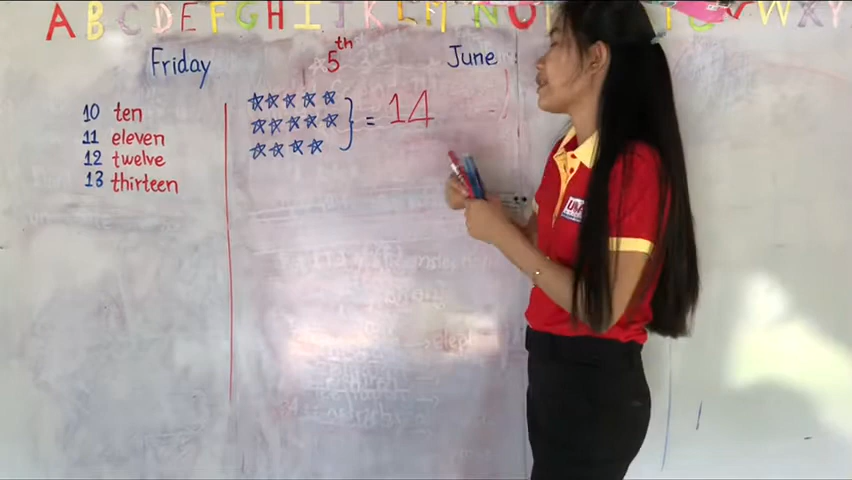 A B C D E F G H I J K L M N O P W X Y
Friday 5th June
10 ten
11 eleven
12 twelve
13 thirteen
= 14